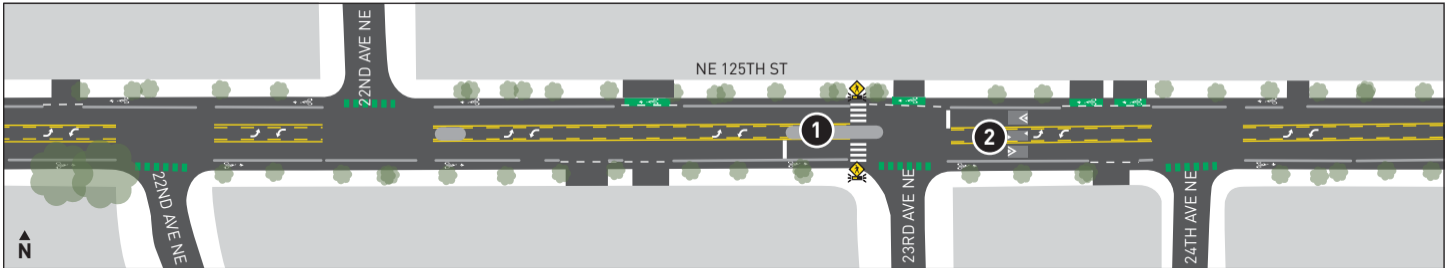 22ND AVE NE
NE 125TH ST
1
2
22ND AVE NE
23RD AVE NE
24TH AVE NE
N